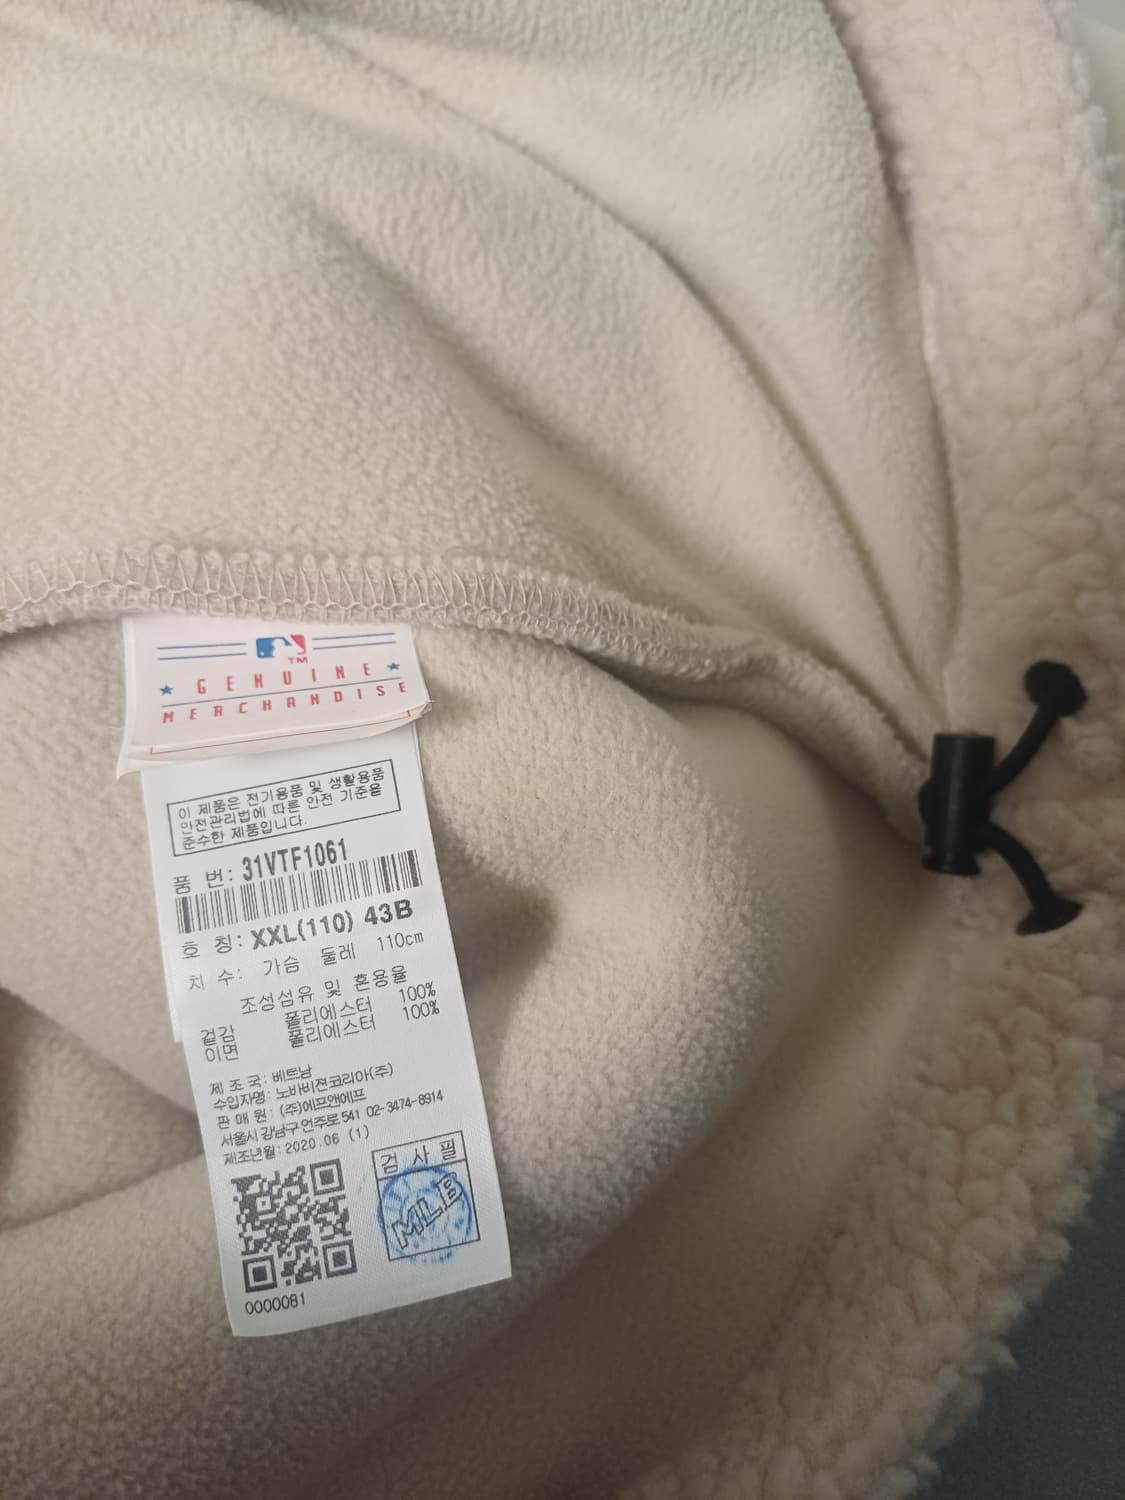 TM
GENUINE
MERCHANDISE
이 제품은 전기용품 및 생활용품
안전관리법에 따른 안전 기준을
준수한 제품입니다.
품 번: 31VTF1061
호 칭: XXL(110) 43B
치 수: 가슴 둘레 110cm
조성섬유 및 혼용율
겉감 폴리에스터 100%
이면 폴리에스터 100%
제 조 국: 베트남
수입자명: 노바비젼코리아(주)
판 매 원: (주)에프앤에프
서울시 강남구 언주로 541 02-3474-8914
제조년월: 2020.06 (1)
검 사 필
MLB
0000081